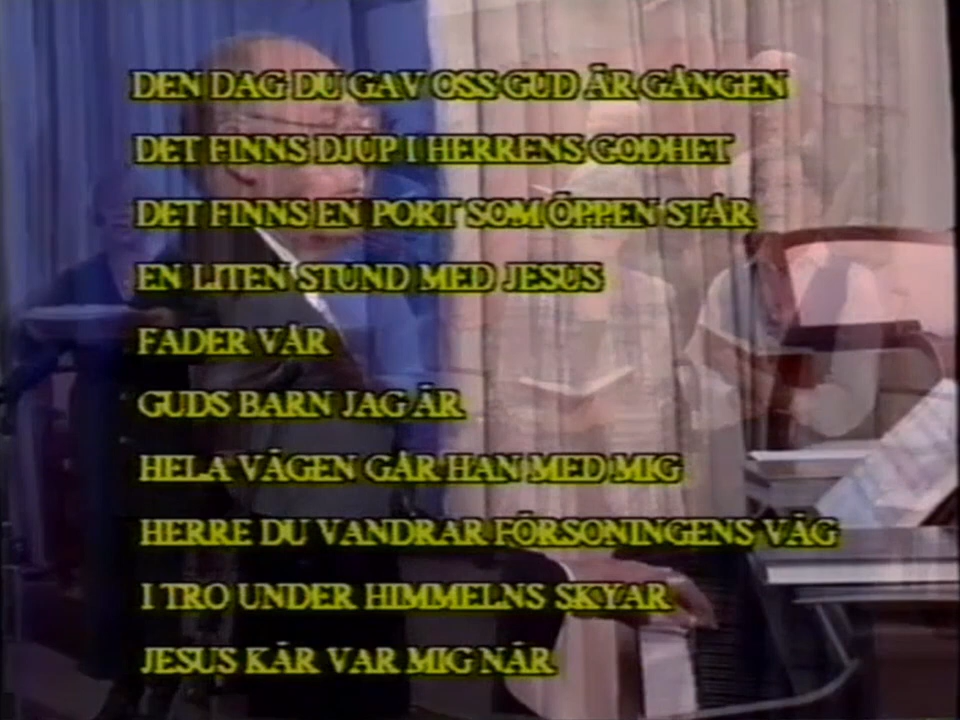 DEN DAG DU GAV OSS GUD ÄR GÅNGEN
DET FINNS DJUP I HERRENS GODHET
DET FINNS EN PORT SOM ÖPPEN STÅR
EN LITEN STUND MED JESUS
FADER VÅR
GUDS BARN JAG ÄR
HELA VÄGEN GÅR HAN MED MIG
HERRE DU VANDRAR FÖRSONINGENS VÄG
I TRO UNDER HIMMELNS SKYAR
JESUS KÄR VAR MIG NÄR